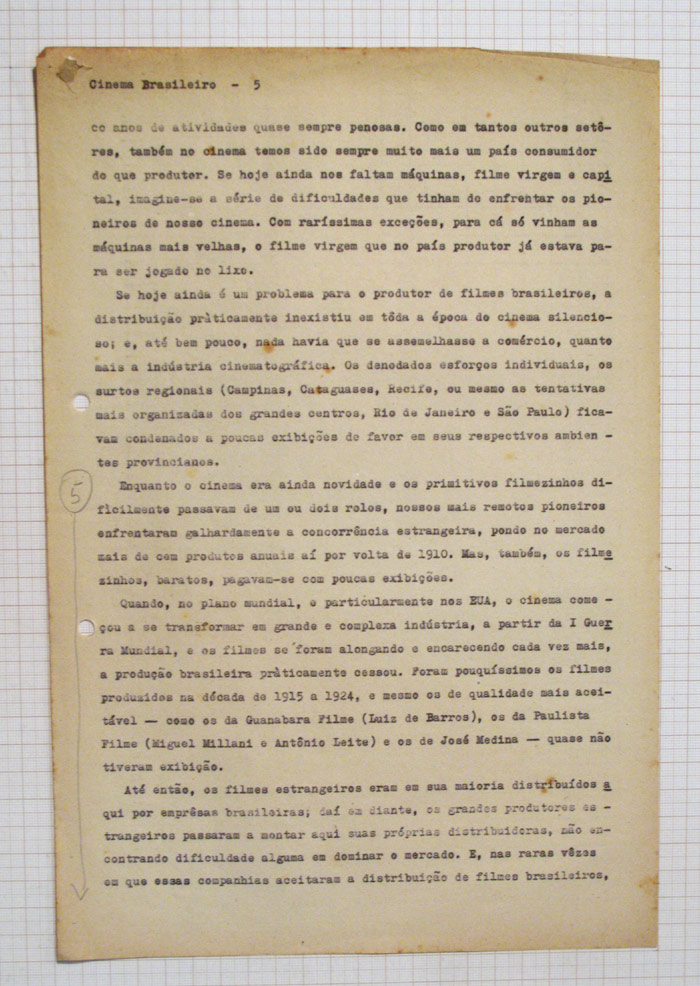 Cinema Brasileiro - 5
co anos de atividades quase sempre penosas. Como em tantos outros setô-
res, também no cinema temos sido sempre muito mais um país consumidor
do que produtor. Se hoje ainda nos faltam máquinas, filme virgem e capi
tal, imagine-se a série de dificuldades que tinham de enfrentar os pio-
neiros de nosso cinema. Com raríssimas exceções, para cá só vinham as
máquinas mais velhas, o filme virgem que no país produtor já estava pa-
ra ser jogado no lixo.
Se hoje ainda é um problema para o produtor de filmes brasileiros, a
distribuição pràticamente inexistiu em tôda a época do cinema silencio-
so; e, até bem pouco, nada havia que se assemelhasse a comércio, quanto
mais a indústria cinematográfica. Os denodados esforços individuais, os
surtos regionais (Campinas, Cataguases, Recife, ou mesmo as tentativas
mais organizadas dos grandes centros, Rio de Janeiro e São Paulo) fica-
vam condenados a poucas exibições de favor em seus respectivos ambien -
tes provincianos.
Enquanto o cinema era ainda novidade e os primitivos filmezinhos di-
fìcilmente passavam de um ou dois rolos, nossos mais remotos pioneiros
enfrentaram galhardamente a concorrência estrangeira, pondo no mercado
mais de cem produtos anuais aí por volta de 1910. Mas, também, os filme
zinhos, baratos, pagavam-se com poucas exibições.
Quando, no plano mundial, e particularmente nos EUA, o cinema come -
çou a se transformar em grande e complexa indústria, a partir da I Guer
ra Mundial, e os filmes se foram alongando e encarecendo cada vez mais,
a produção brasileira pràticamente cessou. Foram pouquíssimos os filmes
produzidos na década de 1915 a 1924, e mesmo os de qualidade mais acei-
tável — como os da Guanabara Filme (Luiz de Barros), os da Paulista
Filme (Miguel Millani e Antônio Leite) e os de José Medina — quase não
tiveram exibição.
Até então, os filmes estrangeiros eram em sua maioria distribuídos a
qui por emprêsas brasileiras; daí em diante, os grandes produtores es -
trangeiros passaram a montar aqui suas próprias distribuidoras, não en-
contrando dificuldade alguma em dominar o mercado. E, nas raras vêzes
em que essas companhias aceitaram a distribuição de filmes brasileiros,
5